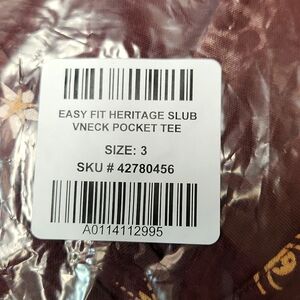 EASY FIT HERITAGE SLUB
VNECK POCKET TEE
SIZE: 3
SKU # 42780456
A0114112995